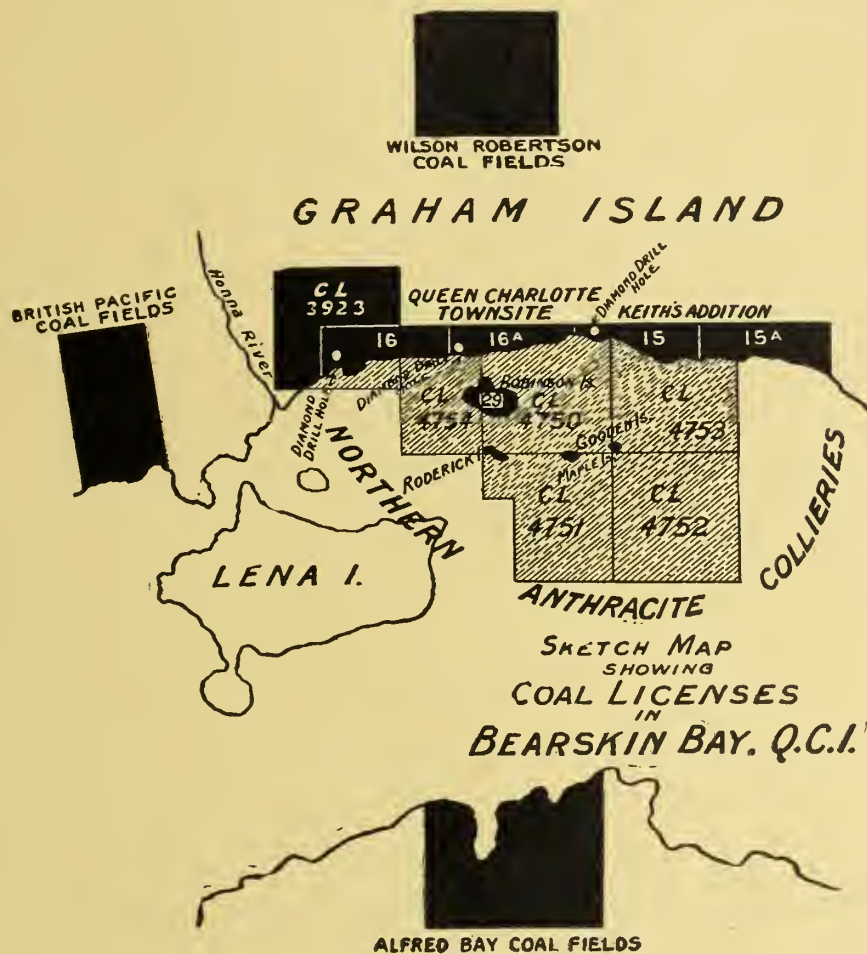 WILSON ROBERTSON
COAL FIELDS
GRAHAM ISLAND
BRITISH PACIFIC
COAL FIELDS
Honna River
CL
3923
QUEEN CHARLOTTE
TOWNSITE
DIAMOND DRILL
HOLE
KEITH'S ADDITION
16
16A
15
15A
DIAMOND DRILL
HOLE
DIAMOND DRILL
HOLE
CL
4754
ROBINSON IS.
29
CL
4750
CL
4753
GOODEN IS.
RODERICK I.
MAPLE I.
CL
4751
CL
4752
LENA I.
NORTHERN
ANTHRACITE
COLLIERIES
SKETCH MAP
SHOWING
COAL LICENSES
IN
BEARSKIN BAY. Q.C.I.
ALFRED BAY COAL FIELDS